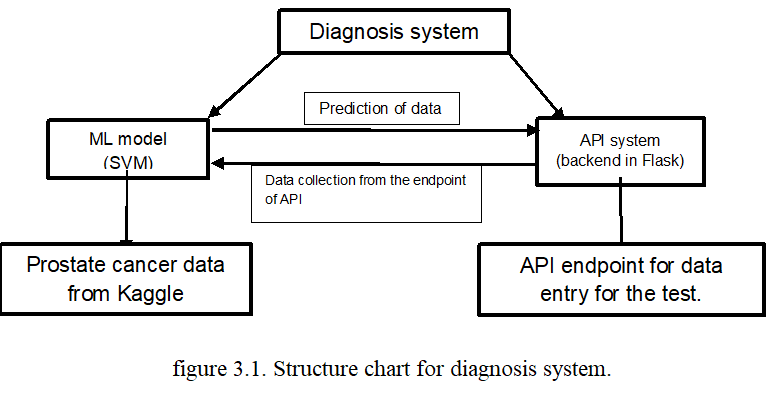 Diagnosis system
Prediction of data
ML model
(SVM)
API system
(backend in Flask)
Data collection from the endpoint
of API
Prostate cancer data
from Kaggle
API endpoint for data
entry for the test.
figure 3.1. Structure chart for diagnosis system.